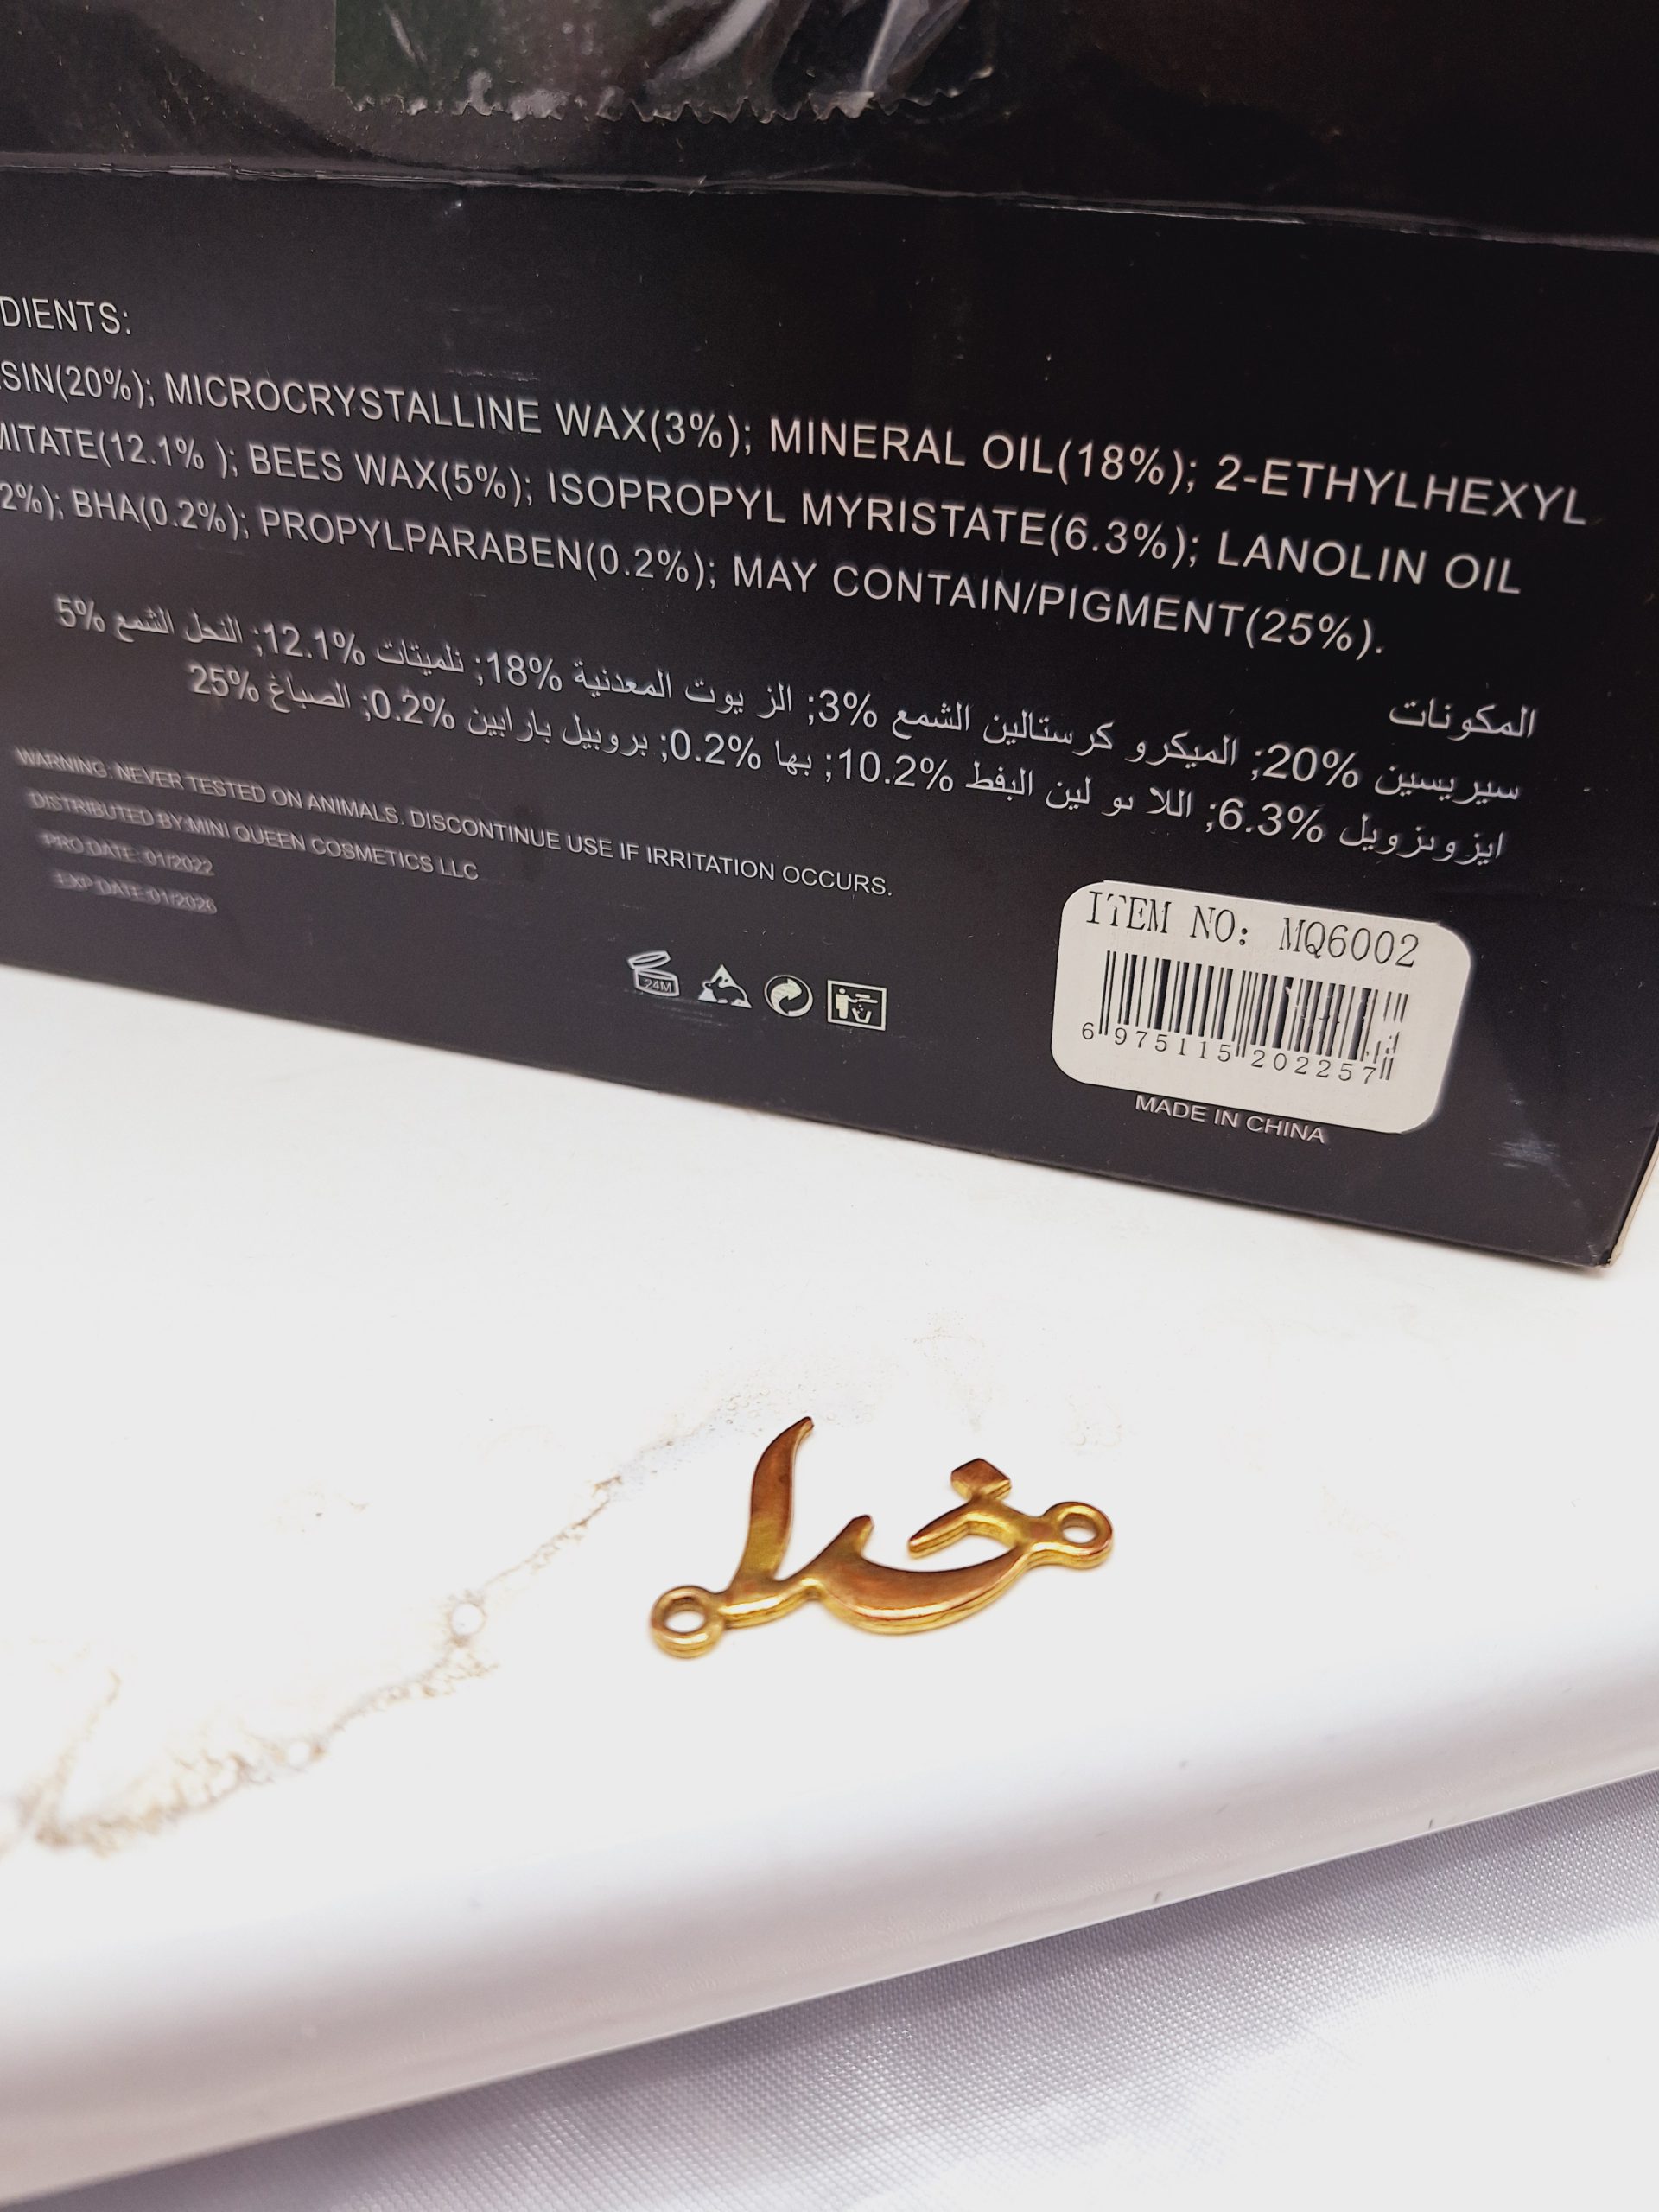 DIENTS:
SIN(20%); MICROCRYSTALLINE WAX(3%); MINERAL OIL(18%); 2-ETHYLHEXYL
MITATE(12.1% ); BEES WAX(5%); ISOPROPYL MYRISTATE(6.3%); LANOLIN OIL
2%); BHA(0.2%); PROPYLPARABEN(0.2%); MAY CONTAIN/PIGMENT(25%).
المكونات
سيريسين 20%; الميكرو كرستالين الشمع 3%; الز يوت المعدنية 18%; نلميتات 12.1%; النحل الشمع 5%
ايزوبزويل 6.3%; اللا نو لين البفط 10.2%; بها 0.2%; بروبيل بارابين 0.2%; الصباغ 25%
WARNING: NEVER TESTED ON ANIMALS. DISCONTINUE USE IF IRRITATION OCCURS.
DISTRIBUTED BY:MINI QUEEN COSMETICS LLC
PRO.DATE: 01/2022
EXP DATE:01/2026
24M
ITEM NO: MQ6002
6 975115 202257
MADE IN CHINA
خدا